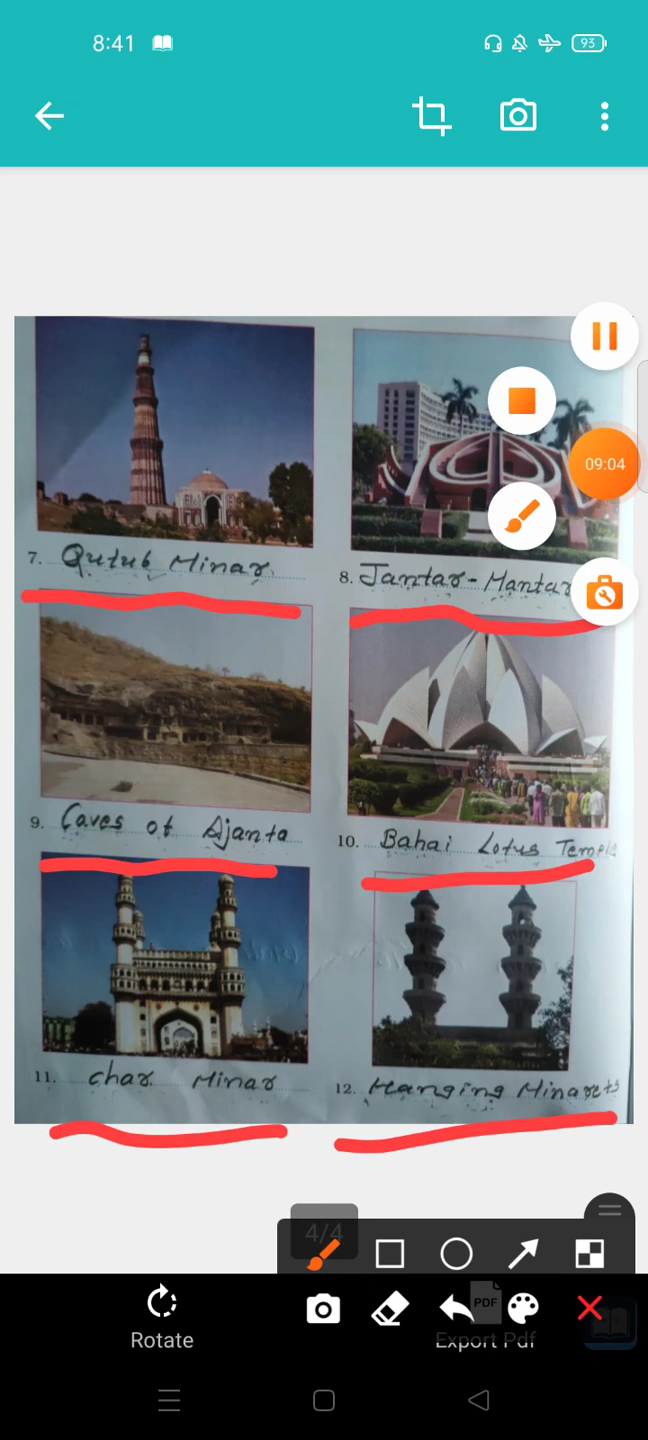 8:41
93
09:04
7. Qutub Minar
8. Jantar-Mantar
9. Caves of Ajanta
10. Bahai Lotus Temple
11. Char Minar
12. Hanging Minarets
4/4
PDF
Rotate
Export Pdf